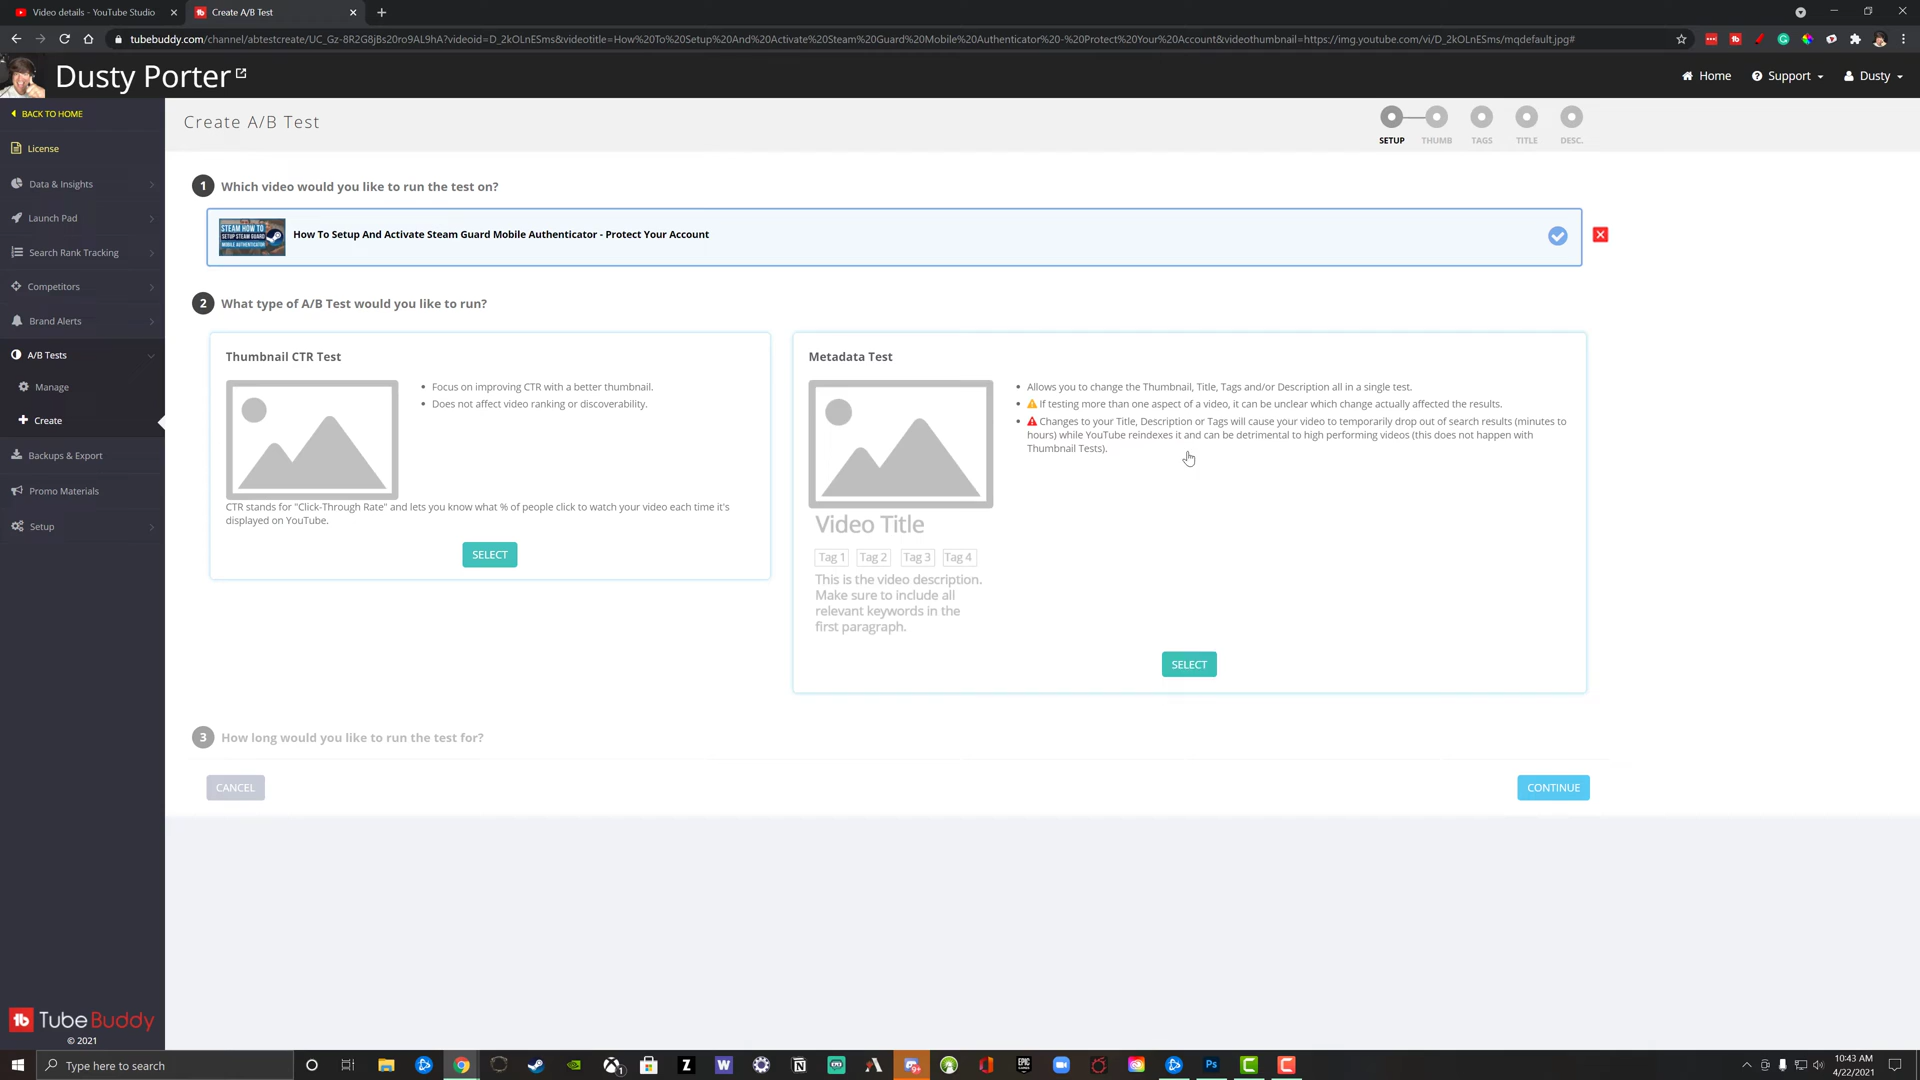 Video details - YouTube Studio
Create A/B Test
tubebuddy.com/channel/abtestcreate/UC_Gz-8R2G8jBs20ro9AL9hA?videoid=D_2kOLnESms&videotitle=How%20To%20Setup%20And%20Activate%20Steam%20Guard%20Mobile%20Authenticator%20-%20Protect%20Your%20Account&videothumbnail=https://img.youtube.com/vi/D_2kOLnESms/mqdefault.jpg#
Dusty Porter
Home
Support
Dusty
BACK TO HOME
License
Data & Insights
Launch Pad
Search Rank Tracking
Competitors
Brand Alerts
A/B Tests
Manage
Create
Backups & Export
Promo Materials
Setup
TubeBuddy
© 2021
Create A/B Test
SETUP
THUMB
TAGS
TITLE
DESC.
1 Which video would you like to run the test on?
STEAM HOW TO
SETUP STEAM GUARD
MOBILE AUTHENTICATOR
How To Setup And Activate Steam Guard Mobile Authenticator - Protect Your Account
2 What type of A/B Test would you like to run?
Thumbnail CTR Test
Focus on improving CTR with a better thumbnail.
Does not affect video ranking or discoverability.
CTR stands for "Click-Through Rate" and lets you know what % of people click to watch your video each time it's
displayed on YouTube.
SELECT
Metadata Test
Allows you to change the Thumbnail, Title, Tags and/or Description all in a single test.
If testing more than one aspect of a video, it can be unclear which change actually affected the results.
Changes to your Title, Description or Tags will cause your video to temporarily drop out of search results (minutes to
hours) while YouTube reindexes it and can be detrimental to high performing videos (this does not happen with
Thumbnail Tests).
Video Title
Tag 1 Tag 2 Tag 3 Tag 4
This is the video description.
Make sure to include all
relevant keywords in the
first paragraph.
SELECT
3 How long would you like to run the test for?
CANCEL
CONTINUE
Type here to search
10:43 AM
4/22/2021